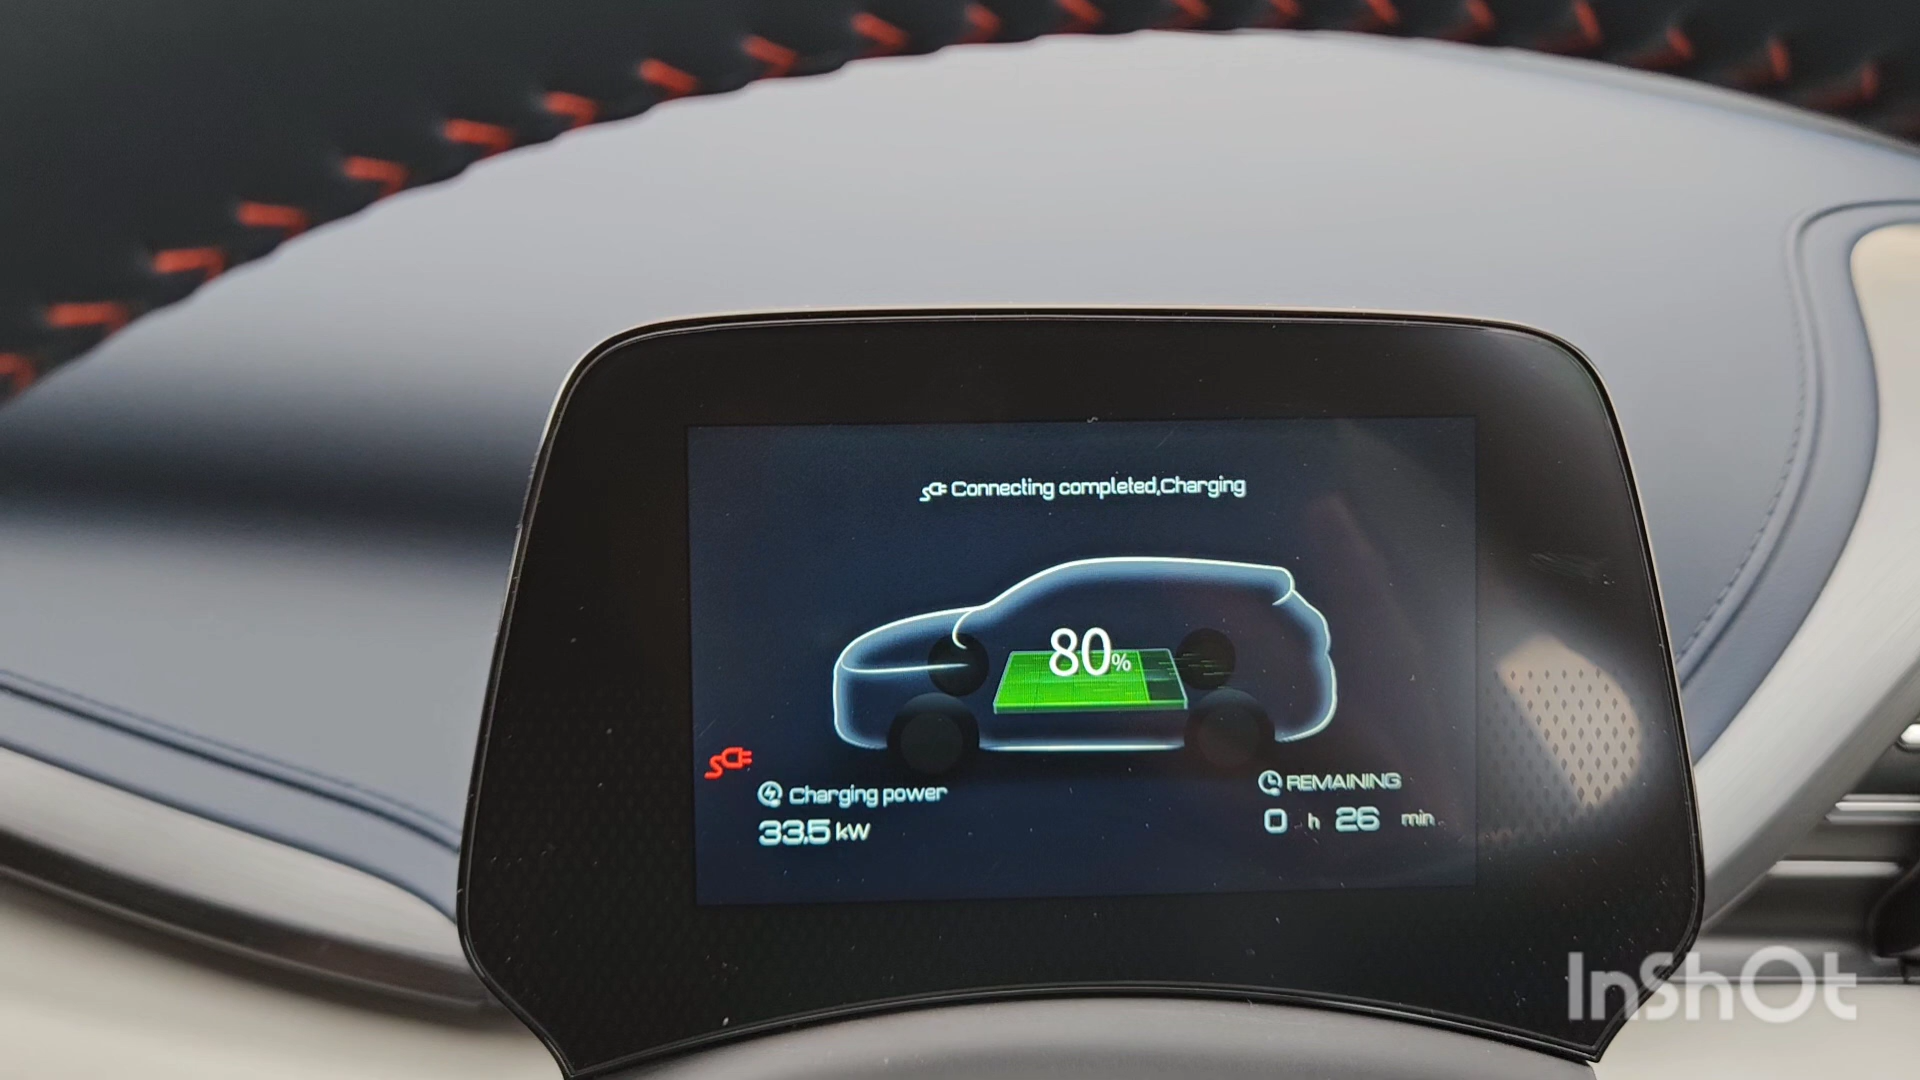 Connecting completed,Charging
80%
Charging power
33.5 kW
REMAINING
0 h 26 min
InShOt